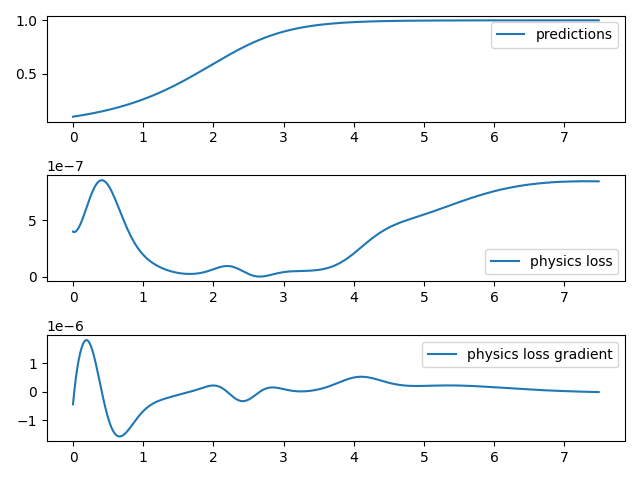 1.0
predictions
0.5
0 1 2 3 4 5 6 7
1e−7
5
physics loss
0
0 1 2 3 4 5 6 7
1e−6
physics loss gradient
1
0
−1
0 1 2 3 4 5 6 7